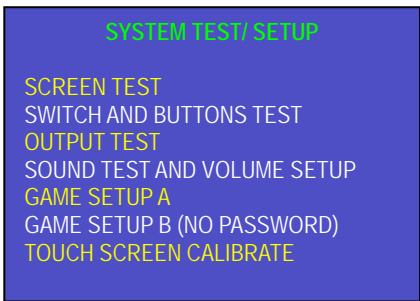 SYSTEM TEST/ SETUP
SCREEN TEST
SWITCH AND BUTTONS TEST
OUTPUT TEST
SOUND TEST AND VOLUME SETUP
GAME SETUP A
GAME SETUP B (NO PASSWORD)
TOUCH SCREEN CALIBRATE